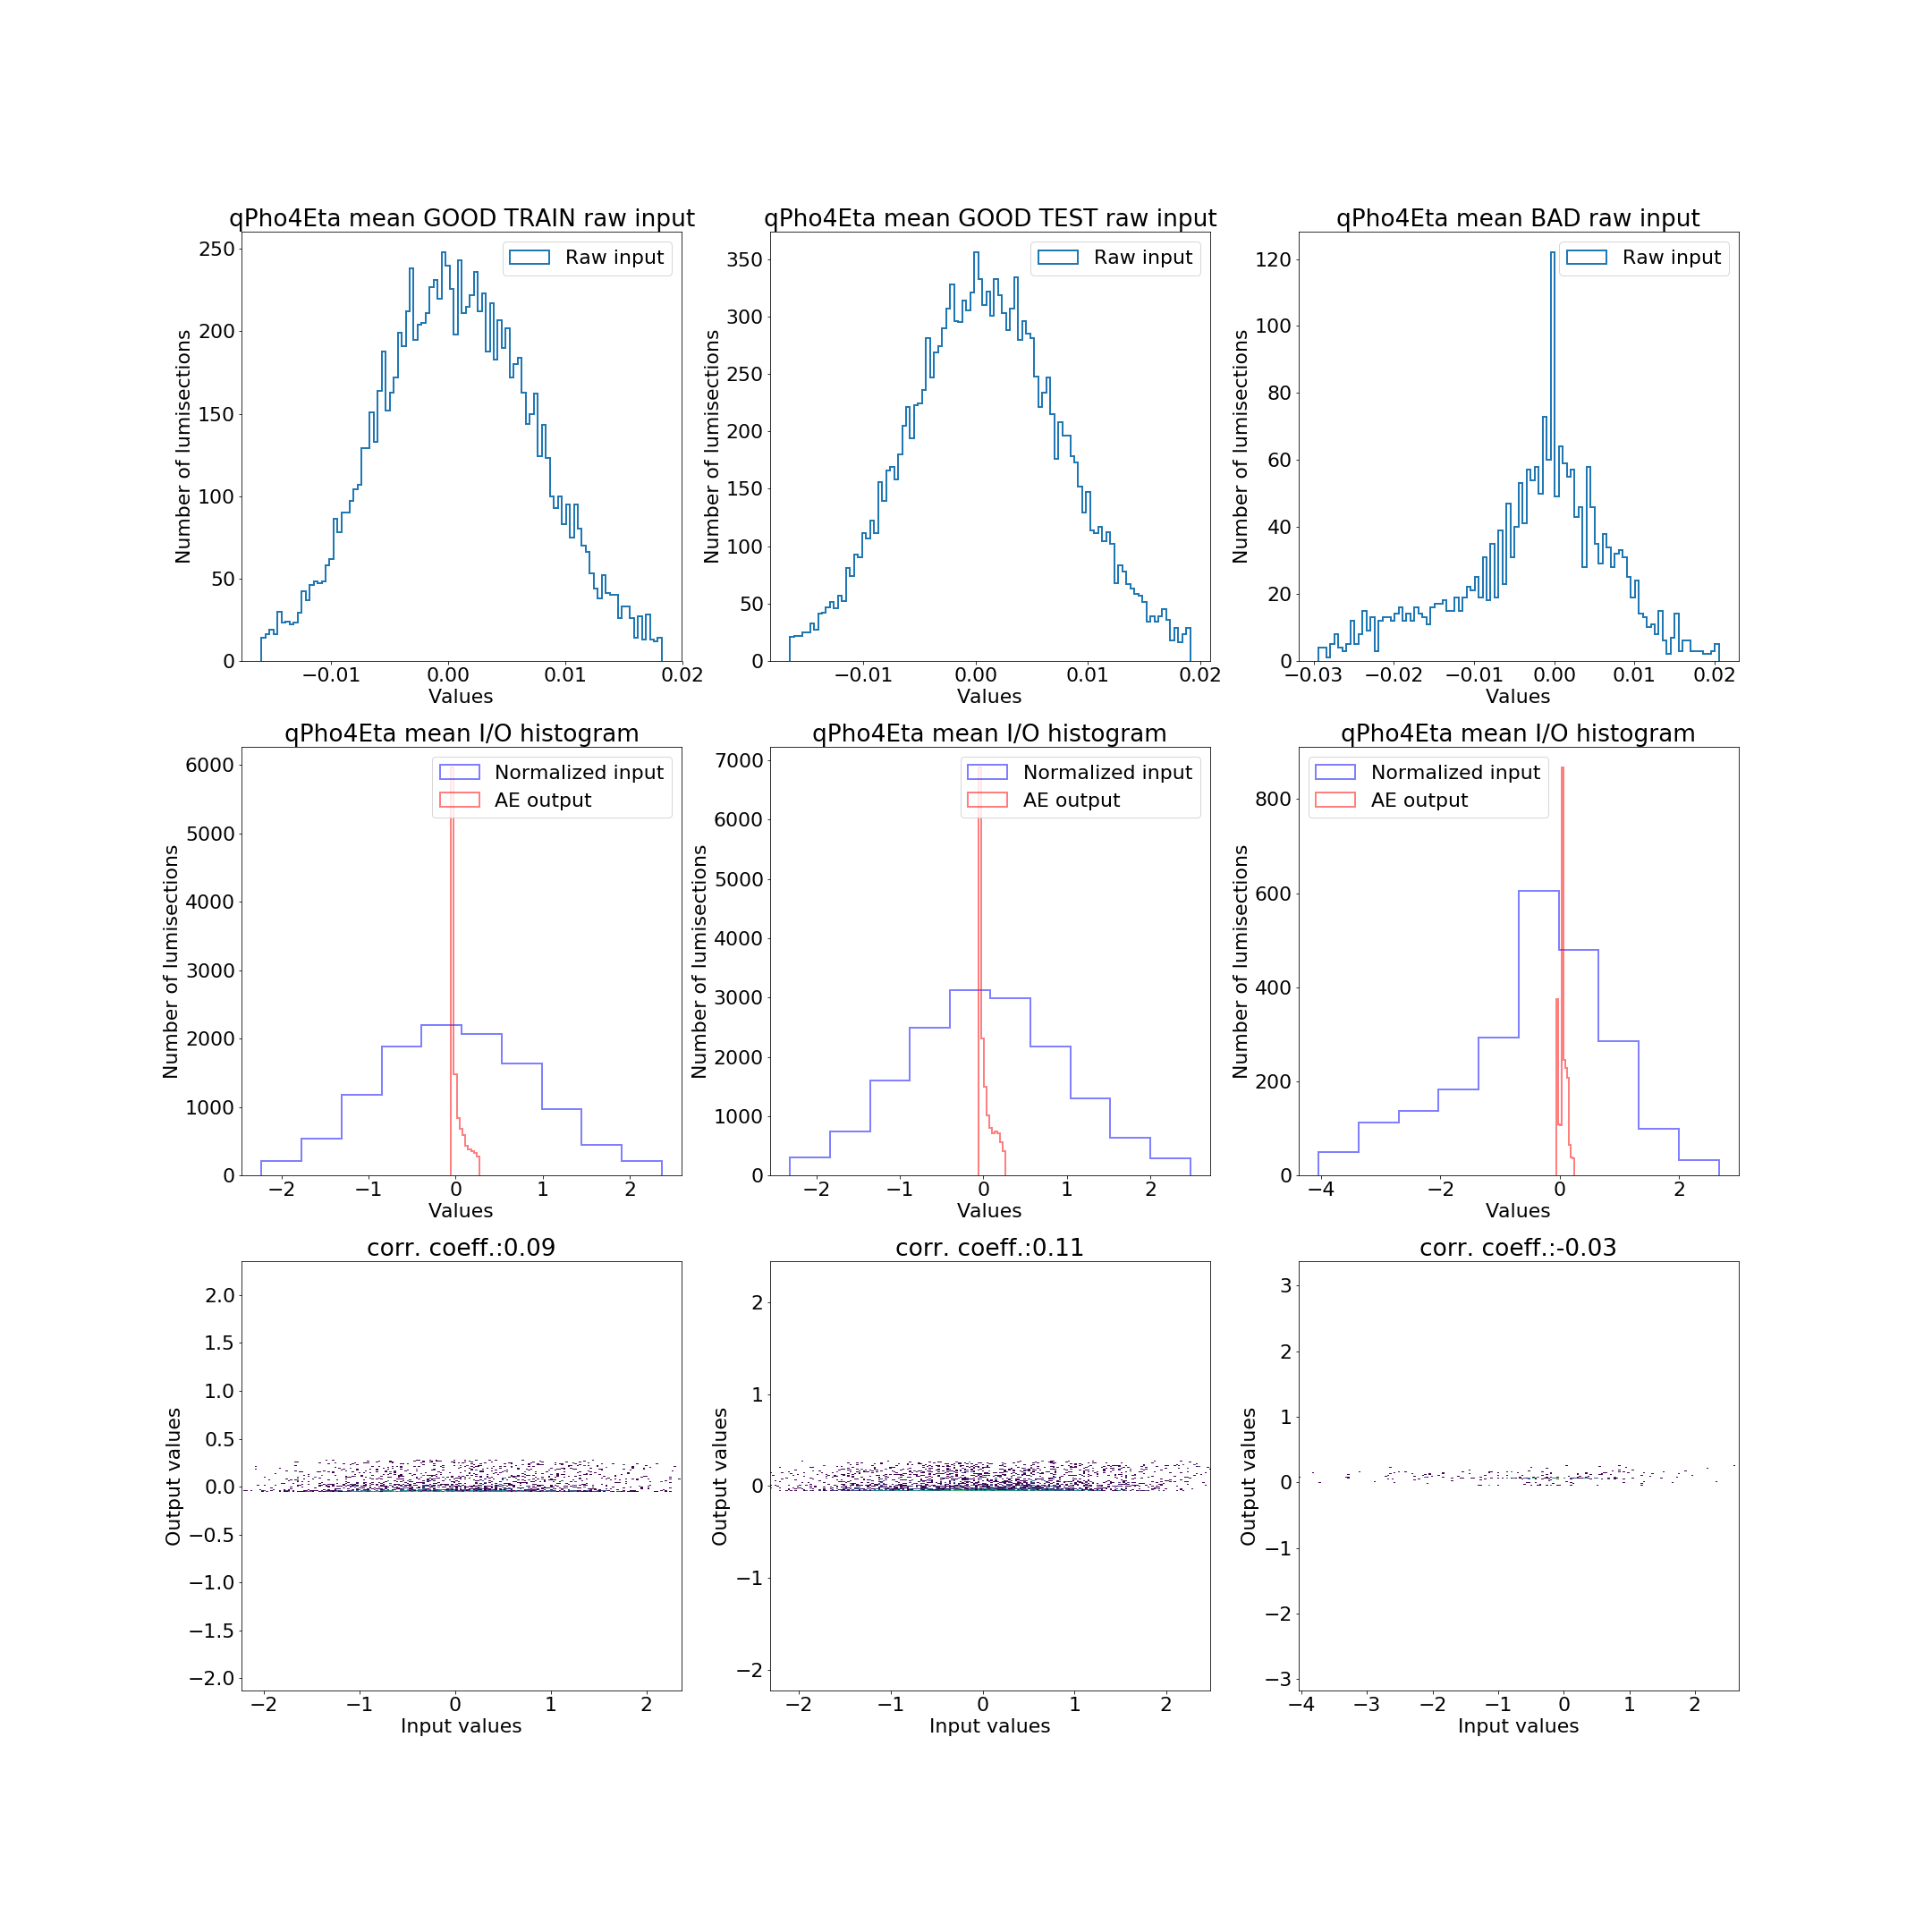 qPho4Eta mean GOOD TRAIN raw input
Raw input
250
200
150
100
50
0
Number of lumisections
−0.01
0.00
0.01
0.02
Values
qPho4Eta mean GOOD TEST raw input
Raw input
350
300
250
200
150
100
50
0
Number of lumisections
−0.01
0.00
0.01
0.02
Values
qPho4Eta mean BAD raw input
Raw input
120
100
80
60
40
20
0
Number of lumisections
−0.03
−0.02
−0.01
0.00
0.01
0.02
Values
qPho4Eta mean I/O histogram
Normalized input
AE output
6000
5000
4000
3000
2000
1000
0
Number of lumisections
−2
−1
0
1
2
Values
qPho4Eta mean I/O histogram
Normalized input
AE output
7000
6000
5000
4000
3000
2000
1000
0
Number of lumisections
−2
−1
0
1
2
Values
qPho4Eta mean I/O histogram
Normalized input
AE output
800
600
400
200
0
Number of lumisections
−4
−2
0
2
Values
corr. coeff.:0.09
2.0
1.5
1.0
0.5
0.0
−0.5
−1.0
−1.5
−2.0
Output values
−2
−1
0
1
2
Input values
corr. coeff.:0.11
2
1
0
−1
−2
Output values
−2
−1
0
1
2
Input values
corr. coeff.:-0.03
3
2
1
0
−1
−2
−3
Output values
−4
−3
−2
−1
0
1
2
Input values